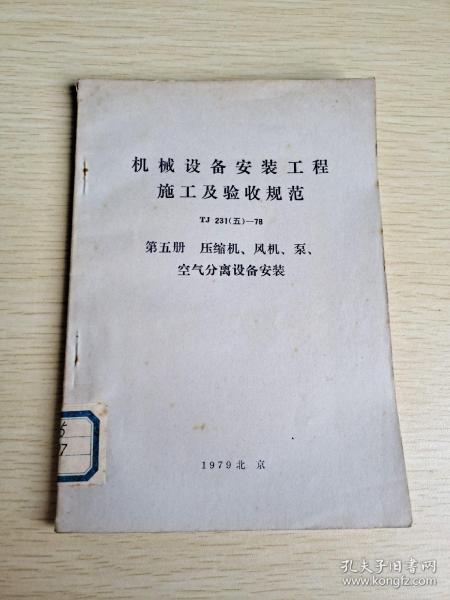 机械设备安装工程
施工及验收规范
TJ 231(五)—78
第五册 压缩机、风机、泵、
空气分离设备安装
1979北京
孔夫子旧书网
www.kongfz.com